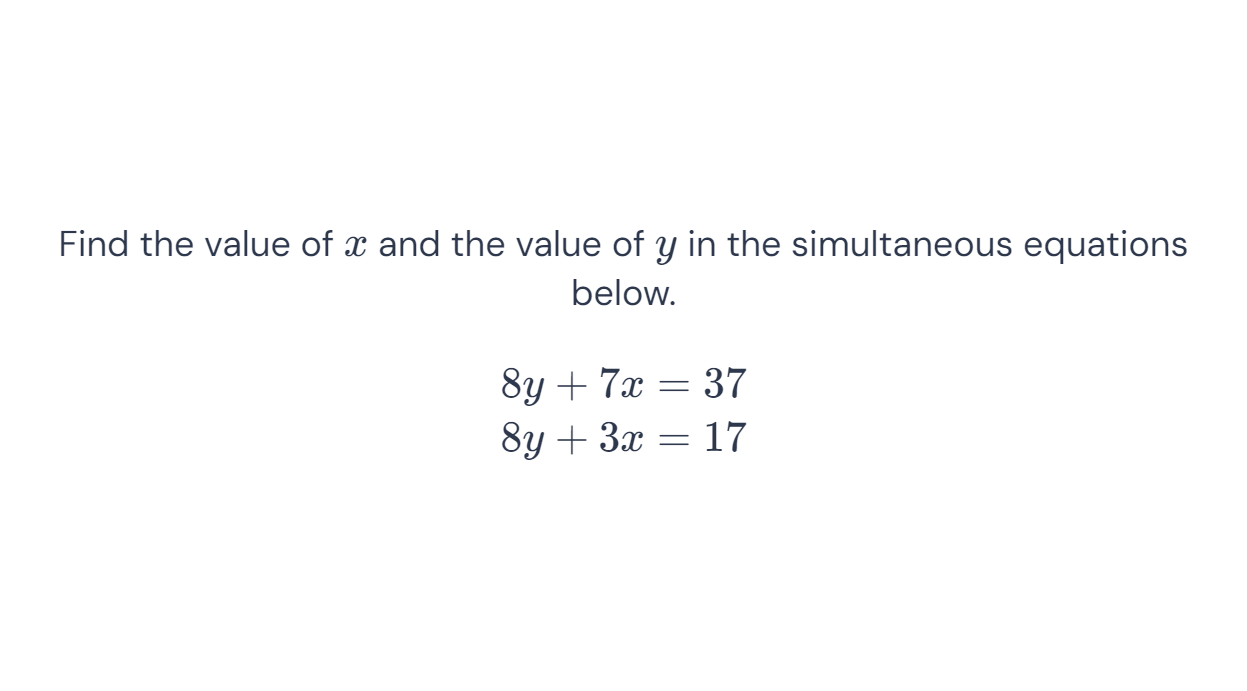 Find the value of x and the value of y in the simultaneous equations
below.
8y + 7x = 37
8y + 3x = 17